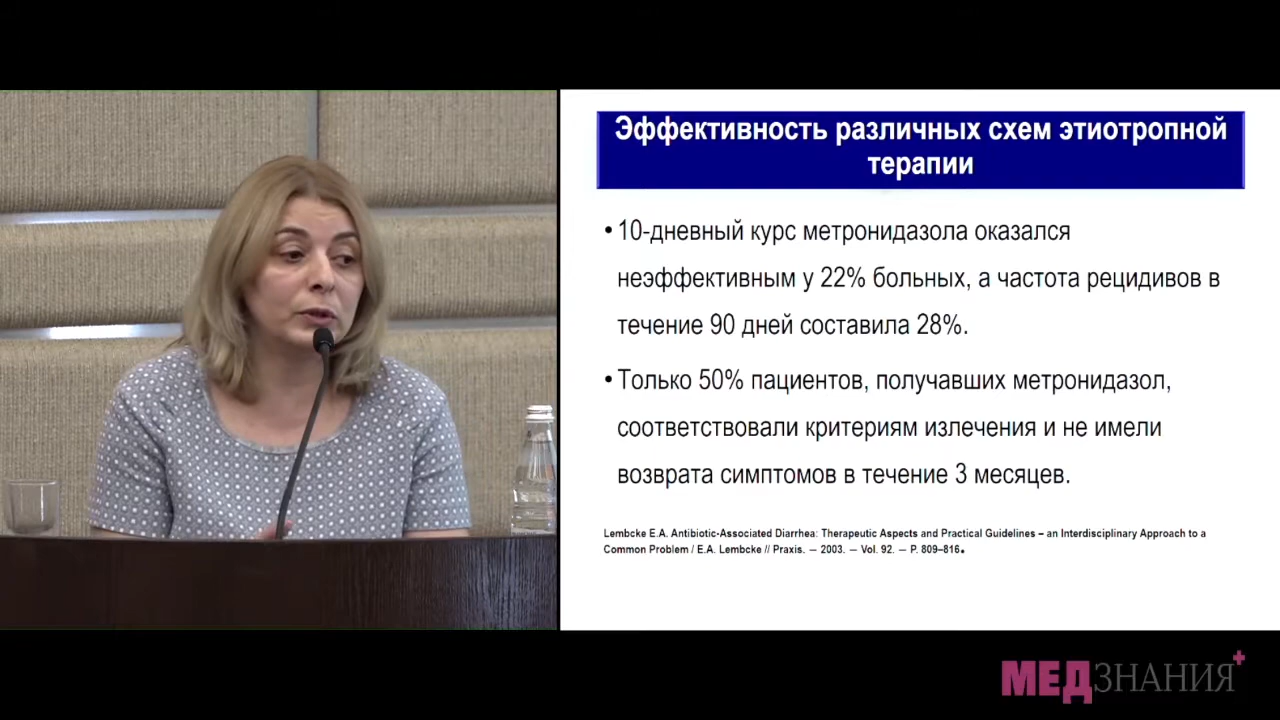 Эффективность различных схем этиотропной
терапии
• 10-дневный курс метронидазола оказался
неэффективным у 22% больных, а частота рецидивов в
течение 90 дней составила 28%.
• Только 50% пациентов, получавших метронидазол,
соответствовали критериям излечения и не имели
возврата симптомов в течение 3 месяцев.
Lembcke E.A. Antibiotic-Associated Diarrhea: Therapeutic Aspects and Practical Guidelines – an Interdisciplinary Approach to a
Common Problem / E.A. Lembcke // Praxis. — 2003. — Vol. 92. — P. 809–816.
МЕДЗНАНИЯ+